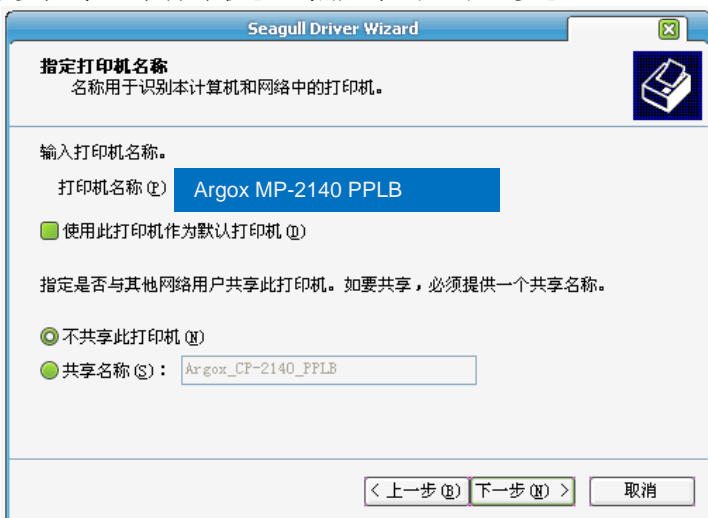 Seagull Driver Wizard
指定打印机名称
名称用于识别本计算机和网络中的打印机。
输入打印机名称。
打印机名称(P) Argox MP-2140 PPLB
使用此打印机作为默认打印机(D)
指定是否与其他网络用户共享此打印机。如要共享，必须提供一个共享名称。
不共享此打印机(N)
共享名称(S)： Argox_CP-2140_PPLB
< 上一步(B) 下一步(N) > 取消